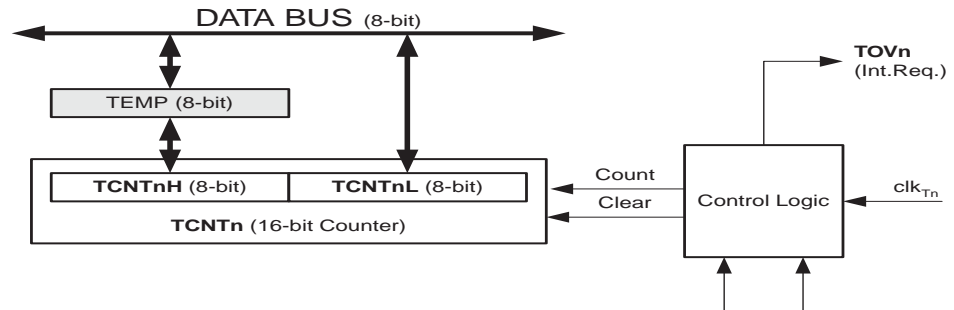 DATA BUS (8-bit)
TOVn
(Int.Req.)
TEMP (8-bit)
TCNTnH (8-bit) TCNTnL (8-bit)
TCNTn (16-bit Counter)
Count
Clear
Control Logic
clkTn